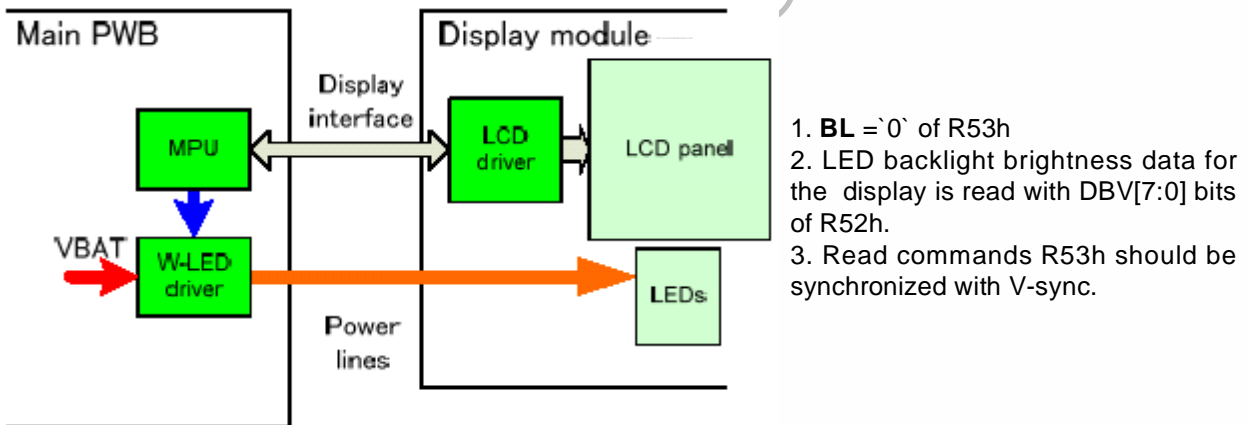 Main PWB
Display module
Display
interface
MPU
LCD
driver
LCD panel
VBAT
W-LED
driver
LEDs
Power
lines
1. BL =`0` of R53h
2. LED backlight brightness data for
the display is read with DBV[7:0] bits
of R52h.
3. Read commands R53h should be
synchronized with V-sync.